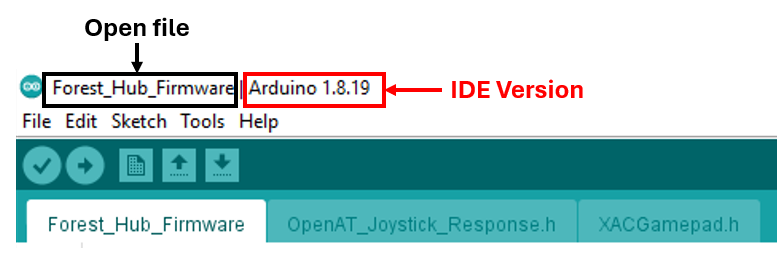 Open file
Forest_Hub_Firmware | Arduino 1.8.19
IDE Version
File Edit Sketch Tools Help
Forest_Hub_Firmware OpenAT_Joystick_Response.h XACGamepad.h